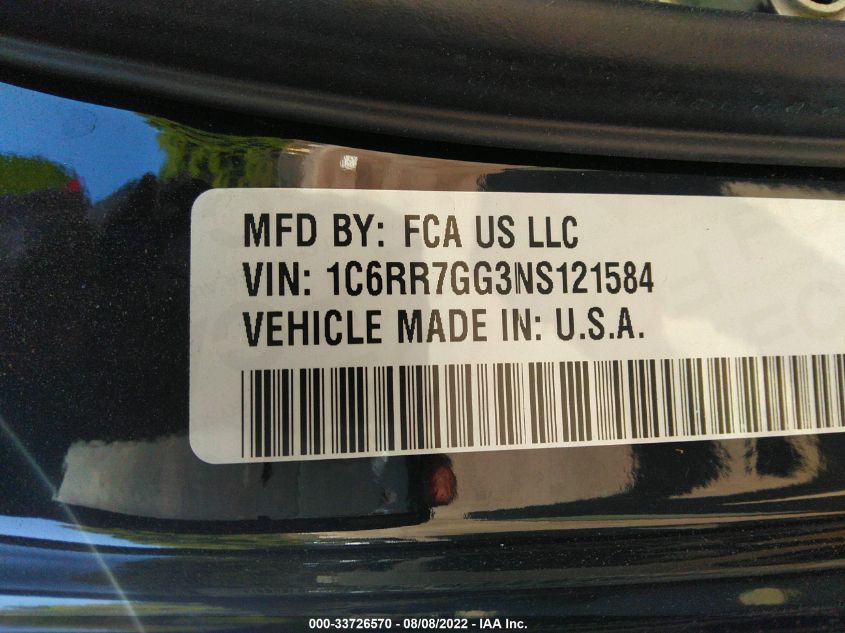 MFD BY: FCA US LLC
VIN: 1C6RR7GG3NS121584
VEHICLE MADE IN: U.S.A.
000-33726570 - 08/08/2022 - IAA Inc.